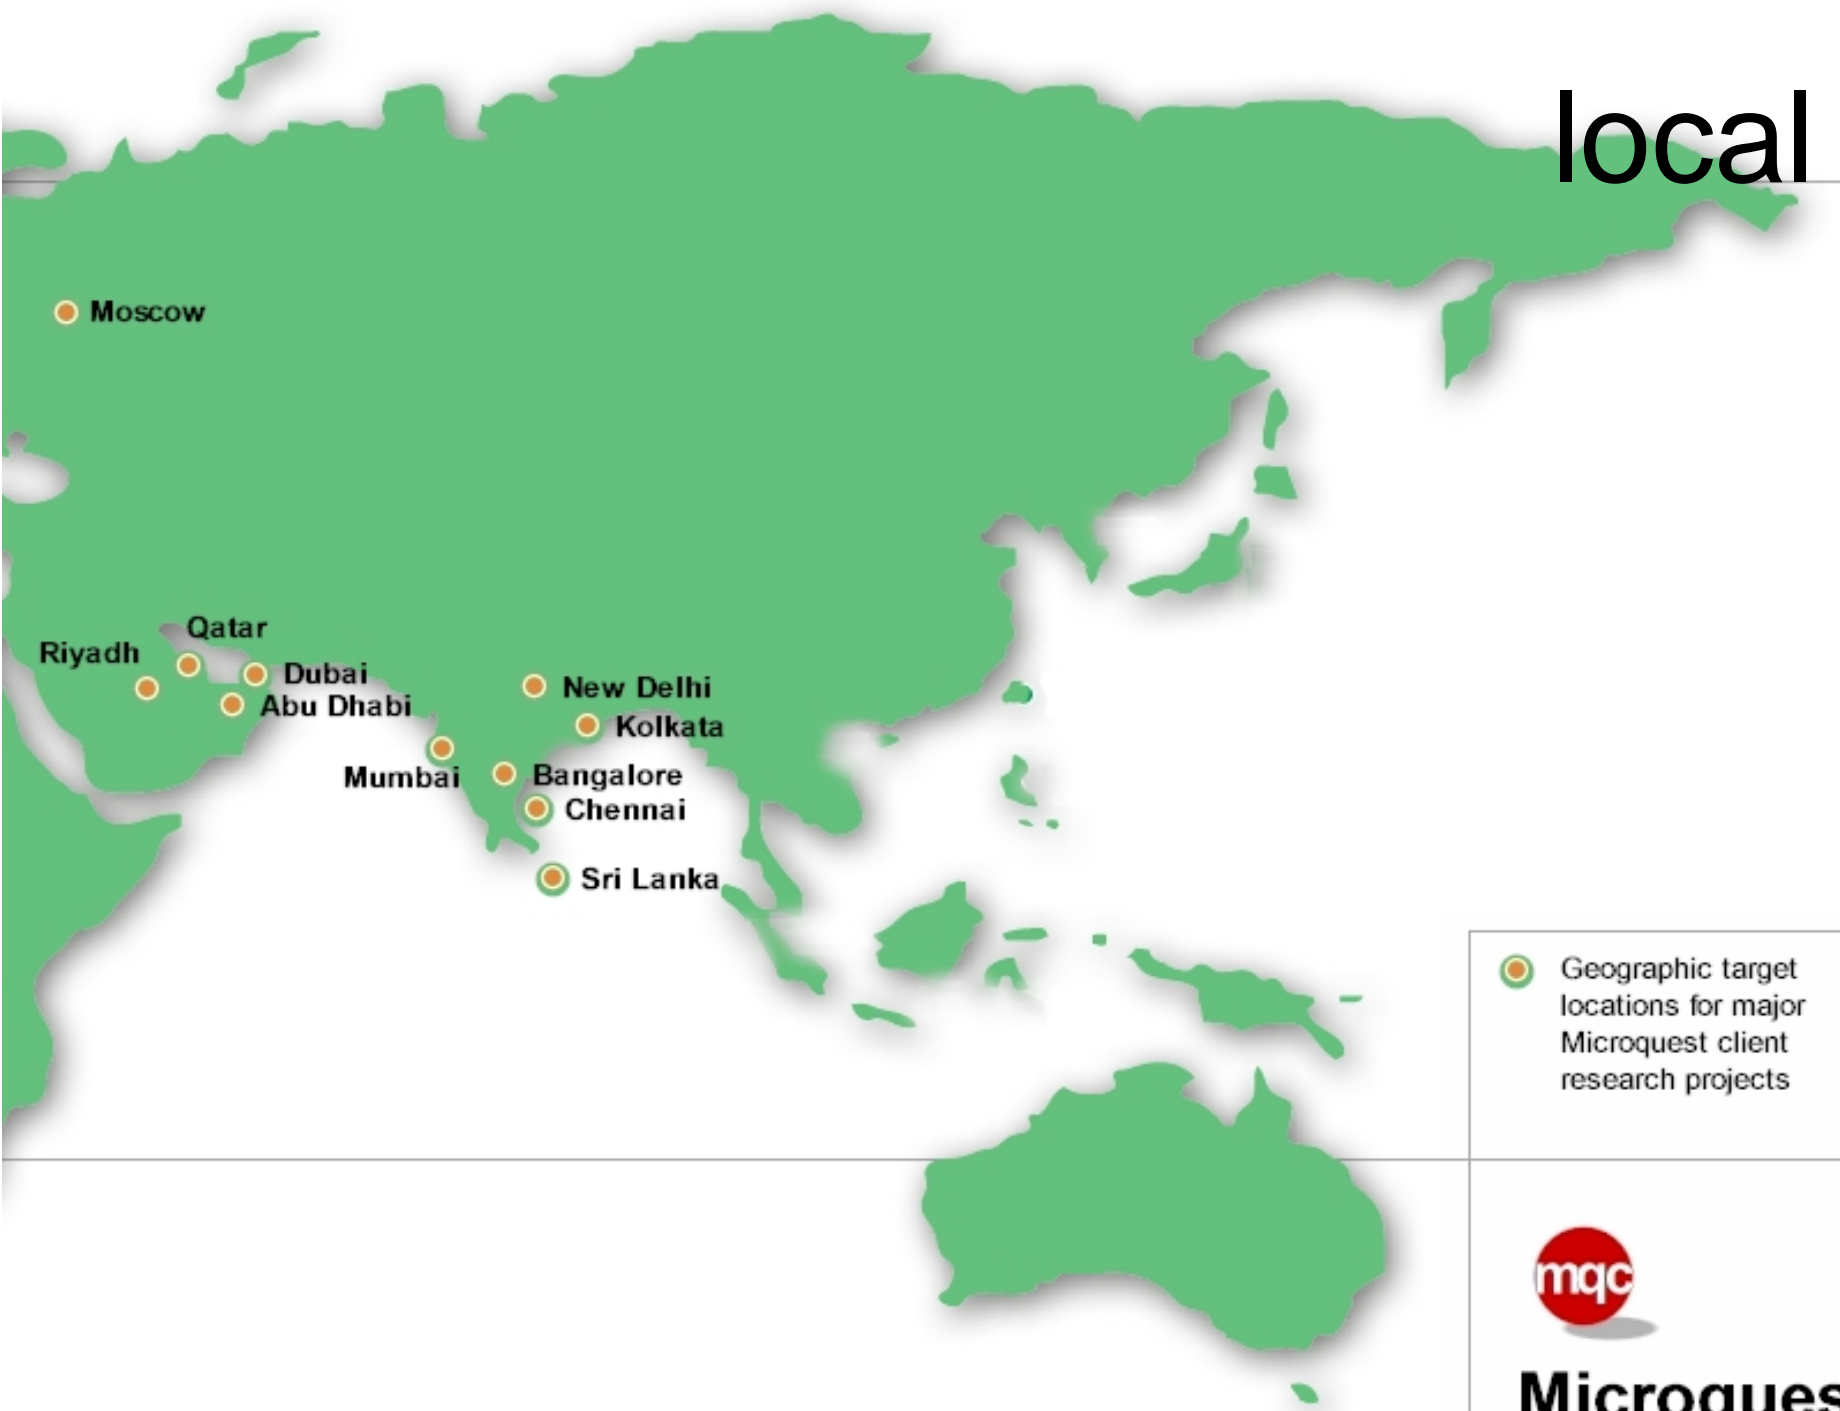 local
Moscow
Qatar
Riyadh
Dubai
Abu Dhabi
New Delhi
Kolkata
Mumbai
Bangalore
Chennai
Sri Lanka
Geographic target
locations for major
Microquest client
research projects
mqc
Microques